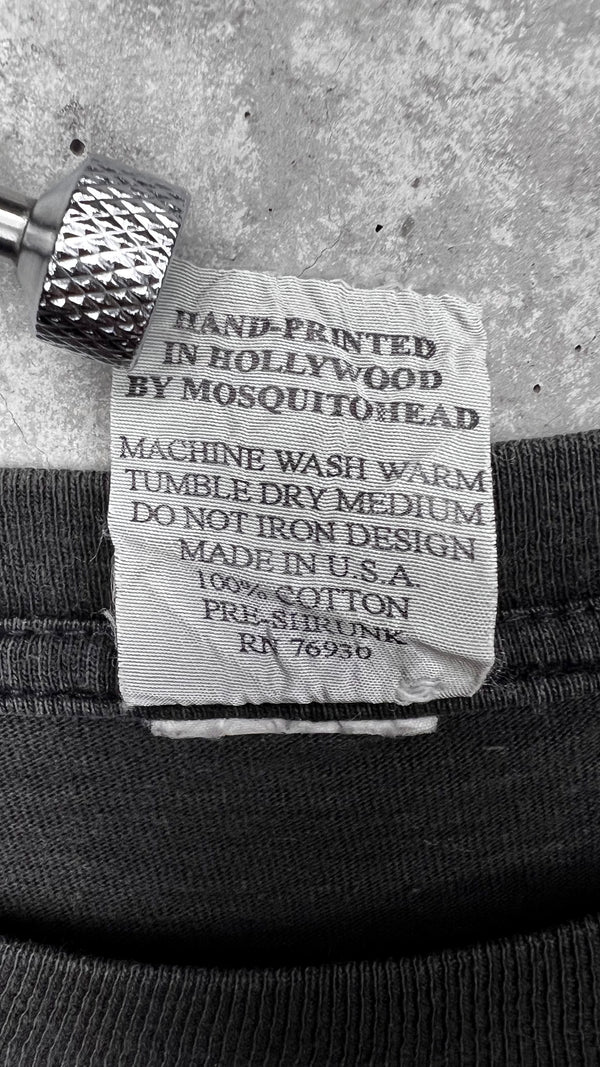 HAND-PRINTED
IN HOLLYWOOD
BY MOSQUITOHEAD
MACHINE WASH WARM
TUMBLE DRY MEDIUM
DO NOT IRON DESIGN
MADE IN U.S.A.
100% COTTON
PRE-SHRUNK
RN 76930